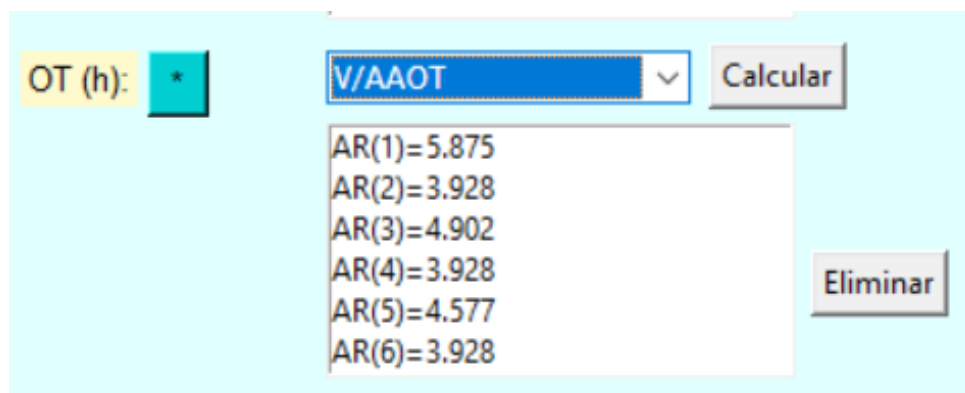 OT (h): * V/AAOT Calcular
AR(1)=5.875
AR(2)=3.928
AR(3)=4.902
AR(4)=3.928
AR(5)=4.577
AR(6)=3.928
Eliminar